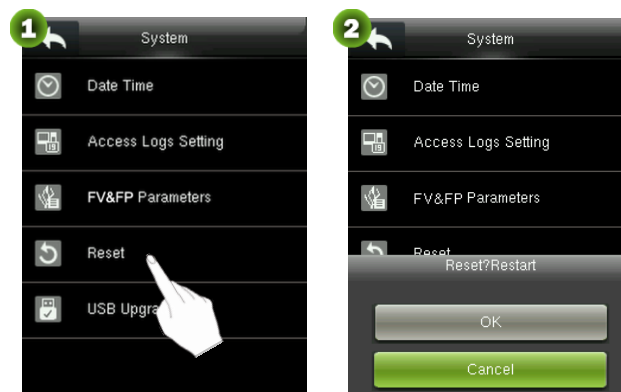 1
System
Date Time
Access Logs Setting
FV&FP Parameters
Reset
USB Upgra
2
System
Date Time
Access Logs Setting
FV&FP Parameters
Reset
Reset?Restart
OK
Cancel